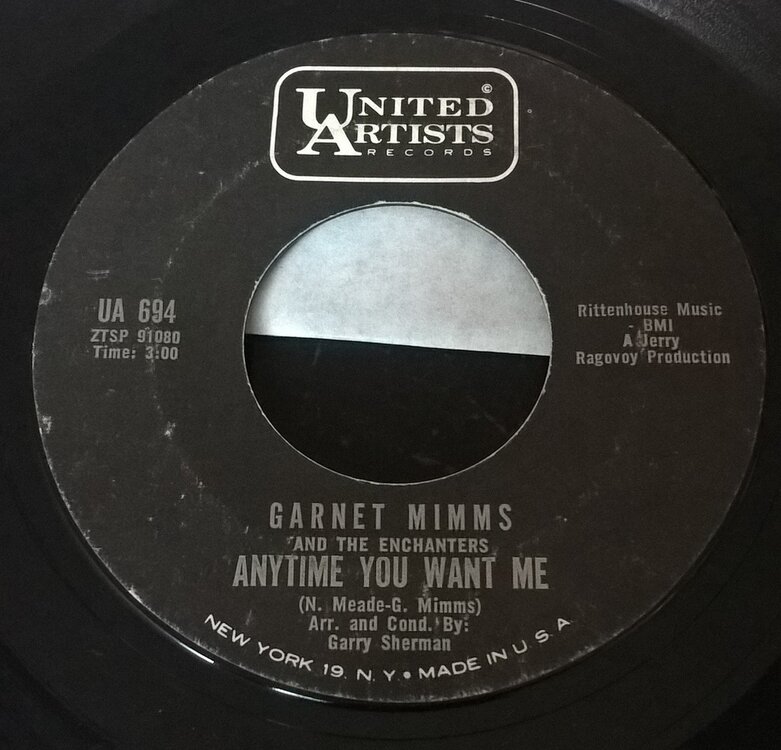 ©
UNITED
ARTISTS
RECORDS
UA 694
ZTSP 91080
Time: 3:00
Rittenhouse Music
- BMI
A Jerry
Ragovoy Production
GARNET MIMMS
AND THE ENCHANTERS
ANYTIME YOU WANT ME
(N. Meade-G. Mimms)
Arr. and Cond. By:
Garry Sherman
NEW YORK 19, N. Y • MADE IN U S A